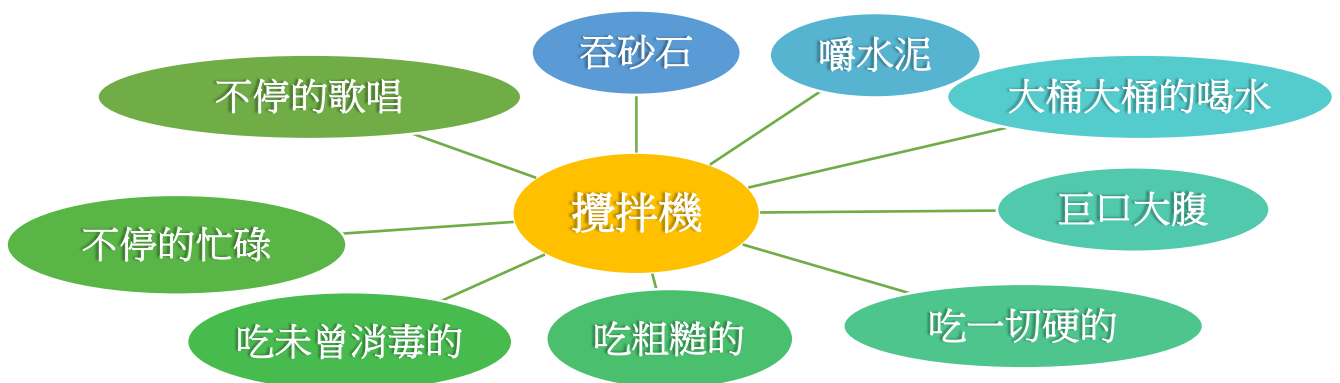 吞砂石
嚼水泥
不停的歌唱
大桶大桶的喝水
攪拌機
巨口大腹
不停的忙碌
吃未曾消毒的
吃粗糙的
吃一切硬的